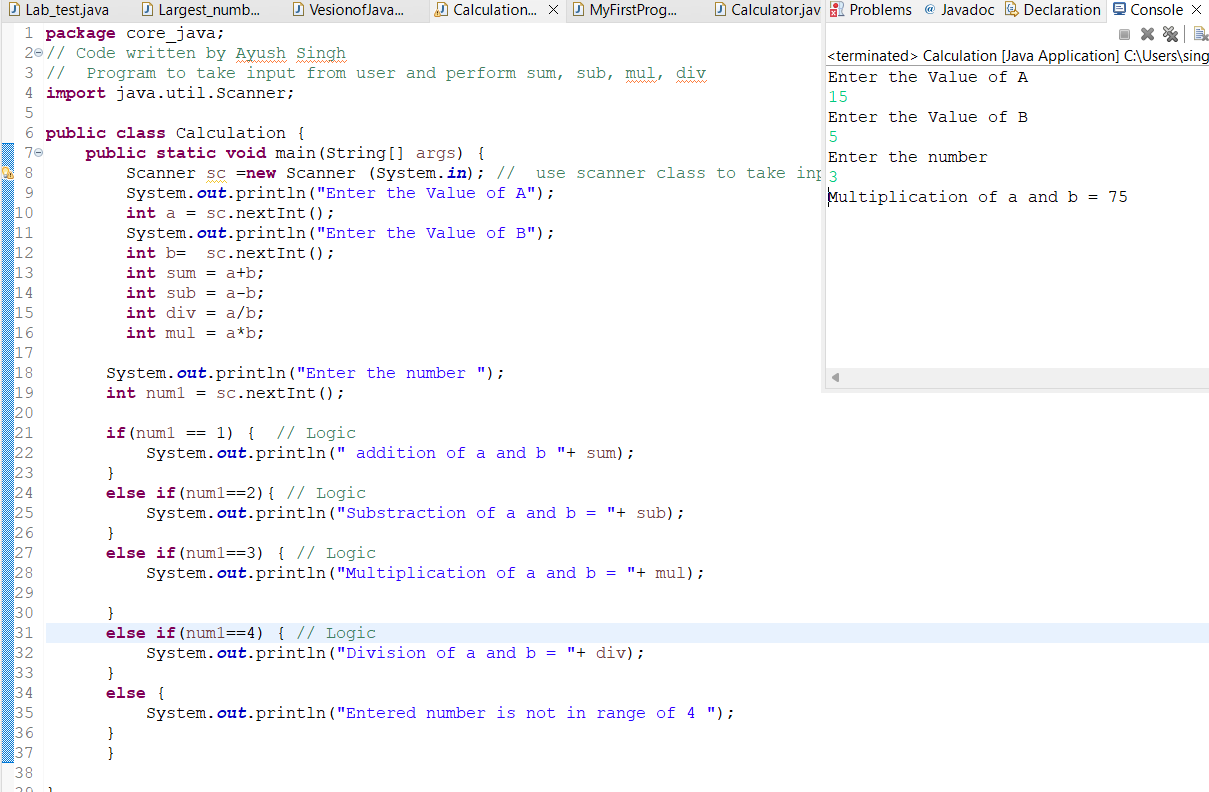 Lab_test.java Largest_numb... VesionofJava... Calculation... MyFirstProg... Calculator.jav
Problems @ Javadoc Declaration Console
<terminated> Calculation [Java Application] C:\Users\sing
Enter the Value of A
15
Enter the Value of B
5
Enter the number
3
Multiplication of a and b = 75
1 package core_java;
2 // Code written by Ayush Singh
3 //  Program to take input from user and perform sum, sub, mul, div
4 import java.util.Scanner;
5
6 public class Calculation {
7     public static void main(String[] args) {
8         Scanner sc =new Scanner (System.in); //  use scanner class to take
9         System.out.println("Enter the Value of A");
10         int a = sc.nextInt();
11         System.out.println("Enter the Value of B");
12         int b=  sc.nextInt();
13         int sum = a+b;
14         int sub = a-b;
15         int div = a/b;
16         int mul = a*b;
17
18       System.out.println("Enter the number ");
19       int num1 = sc.nextInt();
20
21       if(num1 == 1) {  // Logic
22           System.out.println(" addition of a and b "+ sum);
23       }
24       else if(num1==2){ // Logic
25           System.out.println("Substraction of a and b = "+ sub);
26       }
27       else if(num1==3) { // Logic
28           System.out.println("Multiplication of a and b = "+ mul);
29
30       }
31       else if(num1==4) { // Logic
32           System.out.println("Division of a and b = "+ div);
33       }
34       else {
35           System.out.println("Entered number is not in range of 4 ");
36       }
37       }
38